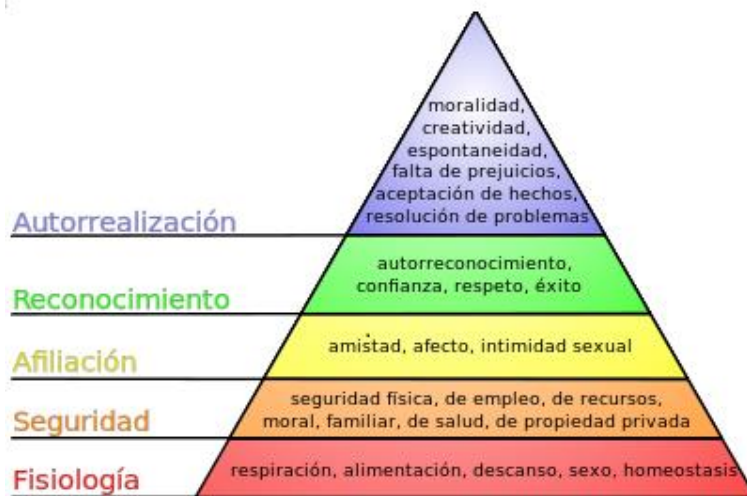 moralidad,
creatividad,
espontaneidad,
falta de prejuicios,
aceptación de hechos,
resolución de problemas
Autorrealización
autorreconocimiento,
confianza, respeto, éxito
Reconocimiento
amistad, afecto, intimidad sexual
Afiliación
seguridad física, de empleo, de recursos,
moral, familiar, de salud, de propiedad privada
Seguridad
respiración, alimentación, descanso, sexo, homeostasis
Fisiología